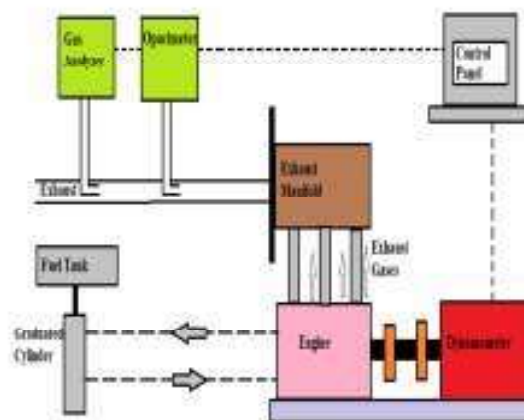 Gas
Analyzer
Opacimeter
Control
Panel
Exhaust
Exhaust
Manifold
Fuel Tank
Exhaust
Gases
Graduated
Cylinder
Engine
Dynamometer